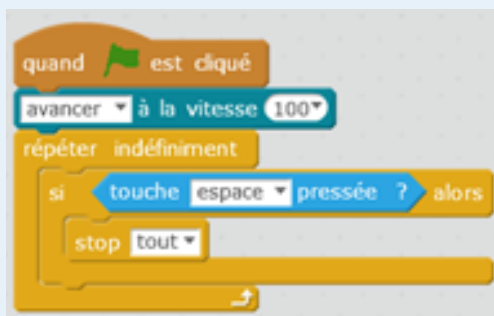 quand est cliqué
avancer à la vitesse 100
répéter indéfiniment
si touche espace pressée ? alors
stop tout